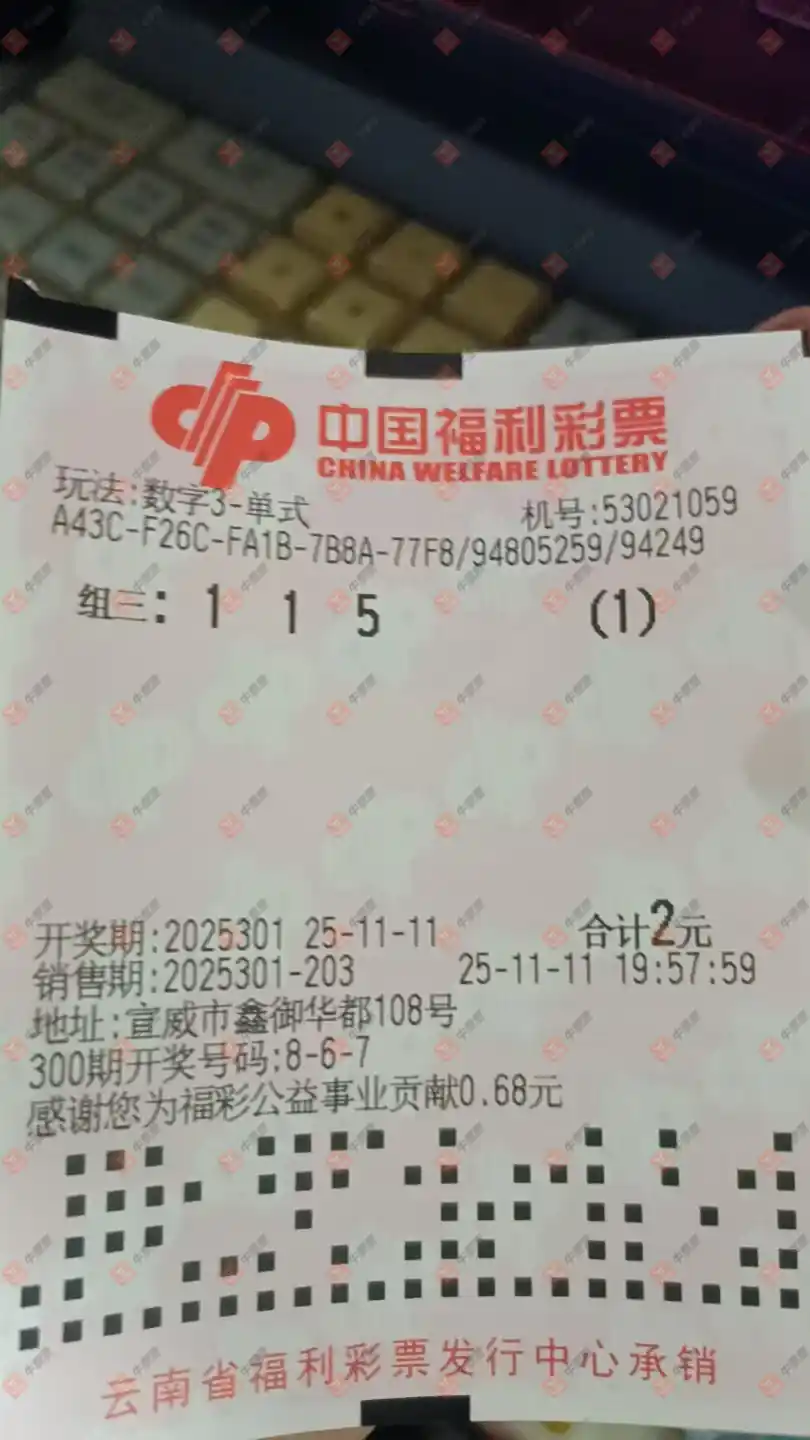 中国福利彩票
CHINA WELFARE LOTTERY
玩法:数字3-单式 机号:53021059
A43C-F26C-FA1B-7B8A-77F8/94805259/94249
组三: 1 1 5 (1)
开奖期:2025301 25-11-11 合计2元
销售期:2025301-203 25-11-11 19:57:59
地址:宣威市鑫御华都108号
300期开奖号码:8-6-7
感谢您为福彩公益事业贡献0.68元
云南省福利彩票发行中心承销